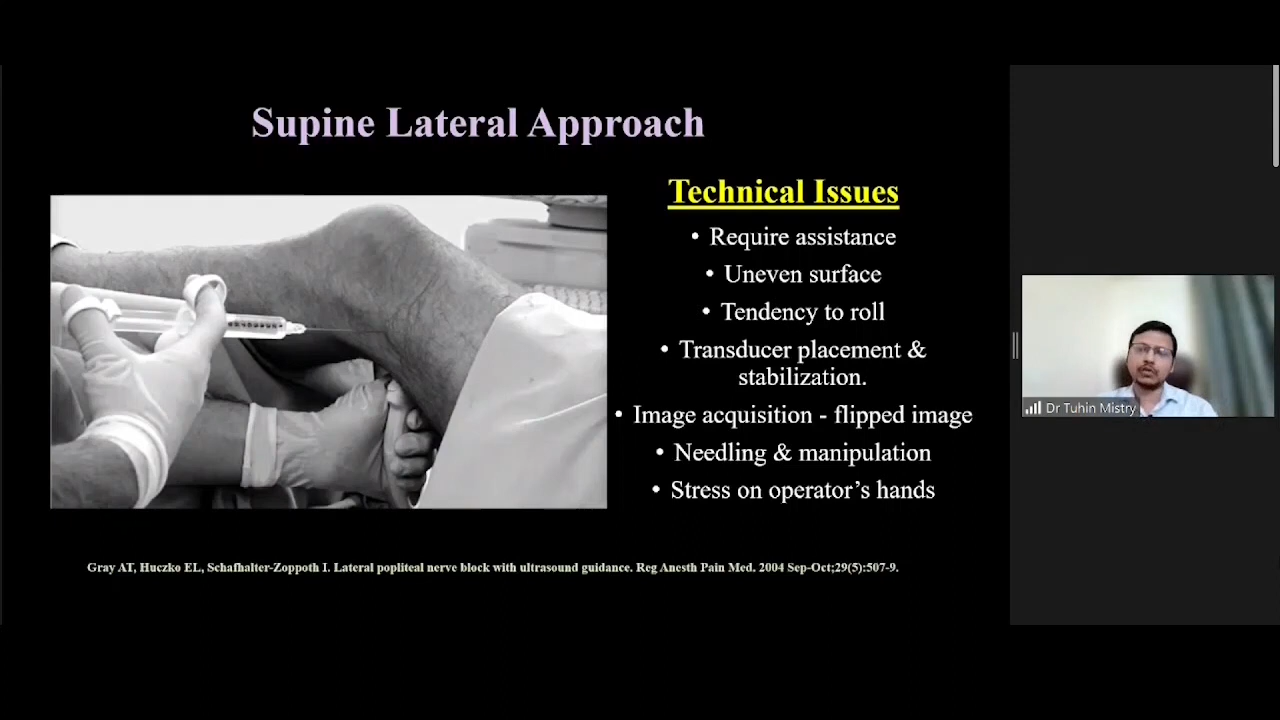 Supine Lateral Approach
Technical Issues
• Require assistance
• Uneven surface
• Tendency to roll
• Transducer placement &
stabilization.
• Image acquisition - flipped image
• Needling & manipulation
• Stress on operator's hands
Gray AT, Huczko EL, Schafhalter-Zoppoth I. Lateral popliteal nerve block with ultrasound guidance. Reg Anesth Pain Med. 2004 Sep-Oct;29(5):507-9.
Dr Tuhin Mistry